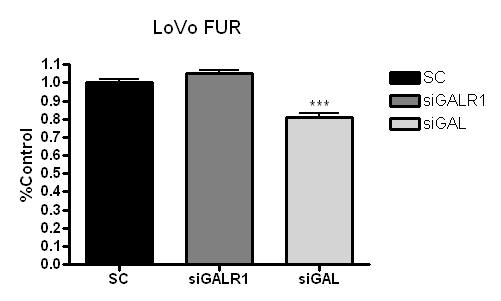 LoVo FUR
%Control
1.1
1.0
0.9
0.8
0.7
0.6
0.5
0.4
0.3
0.2
0.1
0.0
***
SC
siGALR1
siGAL
SC
siGALR1
siGAL